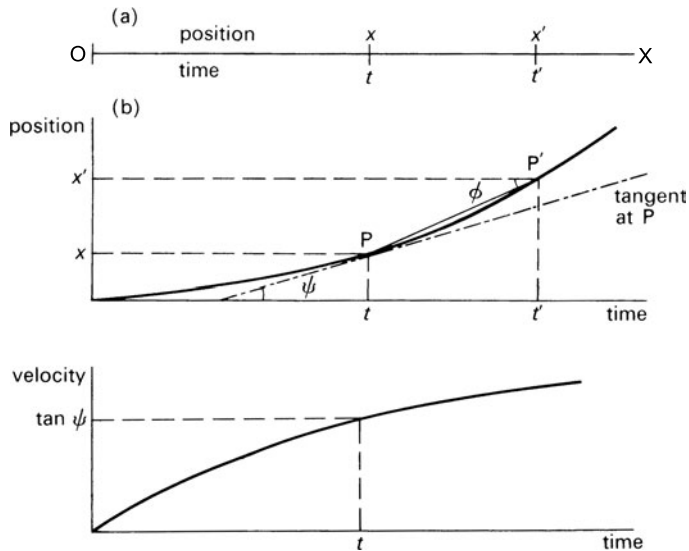 (a)
position x x′
O X
time t t′
(b)
position
P′
x′
ϕ
tangent
at P
P
x
ψ
t t′ time
velocity
tan ψ
t time